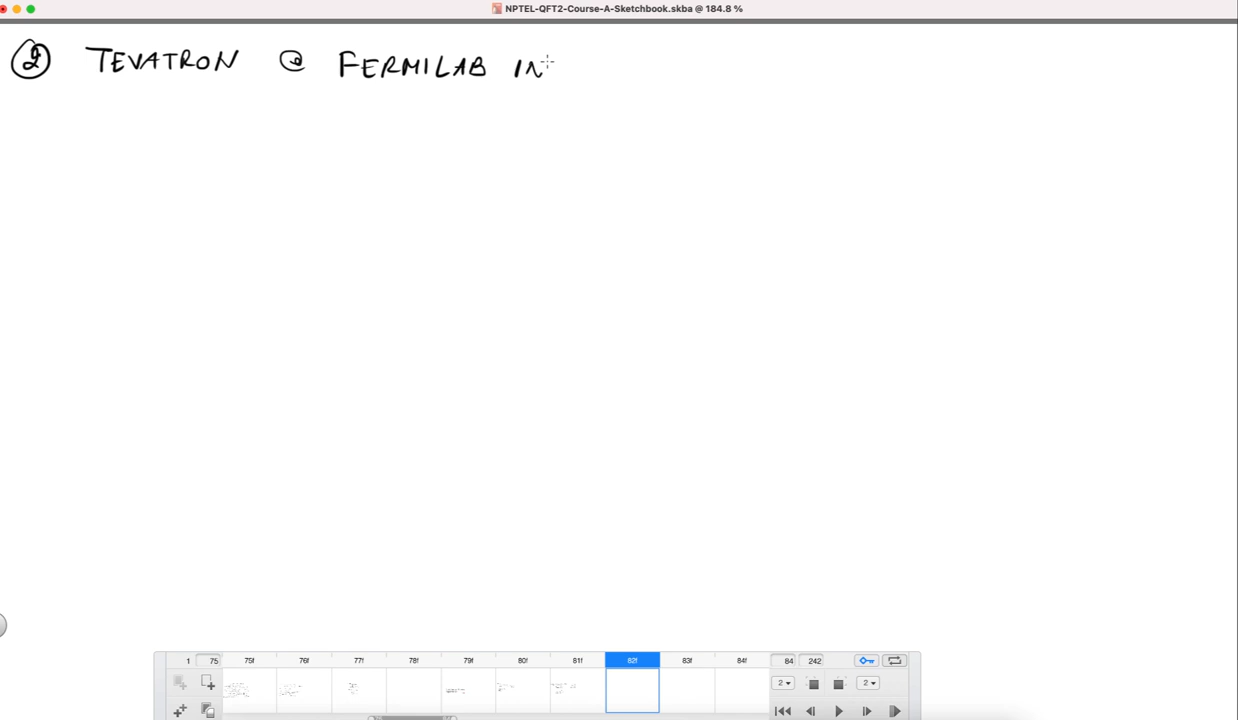 NPTEL-QFT2-Course-A-Sketchbook.skba @ 184.8 %
② TEVATRON @ FERMILAB IN
1 75 75f 76f 77f 78f 79f 80f 81f 82f 83f 84f 84 242
2 2